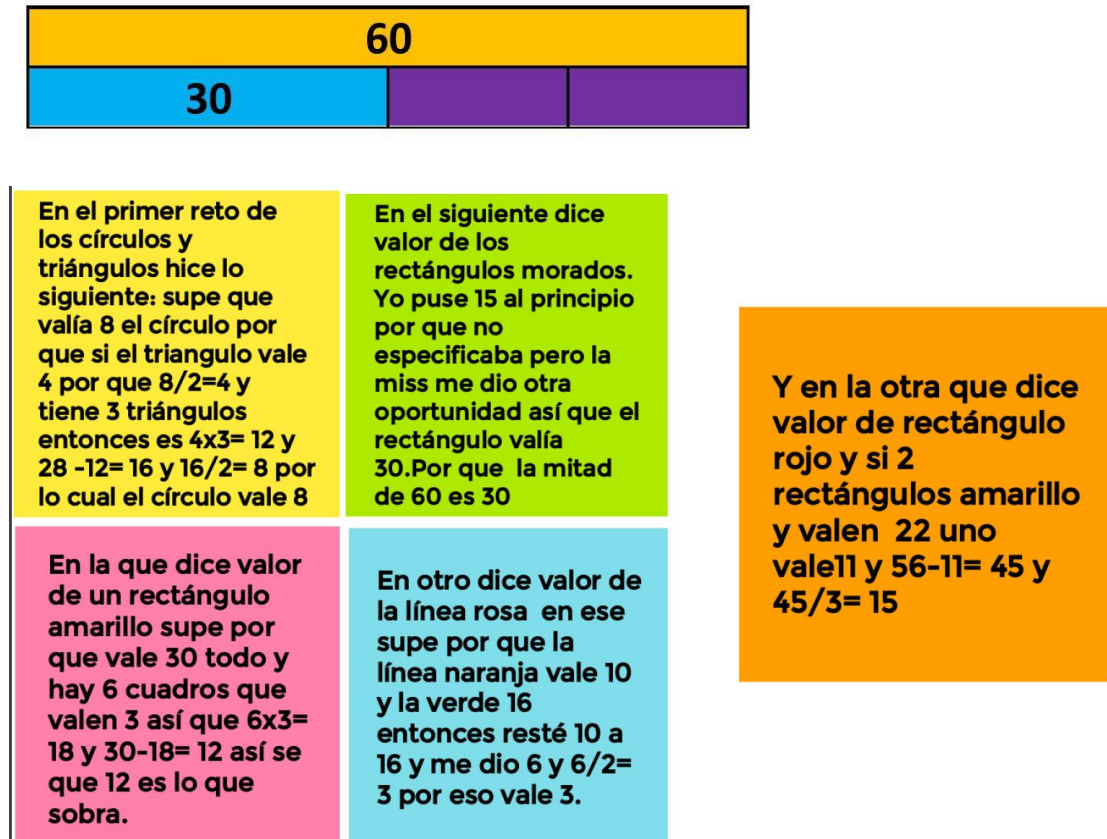 60
30
En el primer reto de
los círculos y
triángulos hice lo
siguiente: supe que
valía 8 el círculo por
que si el triangulo vale
4 por que 8/2=4 y
tiene 3 triángulos
entonces es 4x3= 12 y
28 -12= 16 y 16/2= 8 por
lo cual el círculo vale 8
En el siguiente dice
valor de los
rectángulos morados.
Yo puse 15 al principio
por que no
especificaba pero la
miss me dio otra
oportunidad así que el
rectángulo valía
30.Por que la mitad
de 60 es 30
En la que dice valor
de un rectángulo
amarillo supe por
que vale 30 todo y
hay 6 cuadros que
valen 3 así que 6x3=
18 y 30-18= 12 así se
que 12 es lo que
sobra.
En otro dice valor de
la línea rosa en ese
supe por que la
línea naranja vale 10
y la verde 16
entonces resté 10 a
16 y me dio 6 y 6/2=
3 por eso vale 3.
Y en la otra que dice
valor de rectángulo
rojo y si 2
rectángulos amarillo
y valen 22 uno
vale11 y 56-11= 45 y
45/3= 15